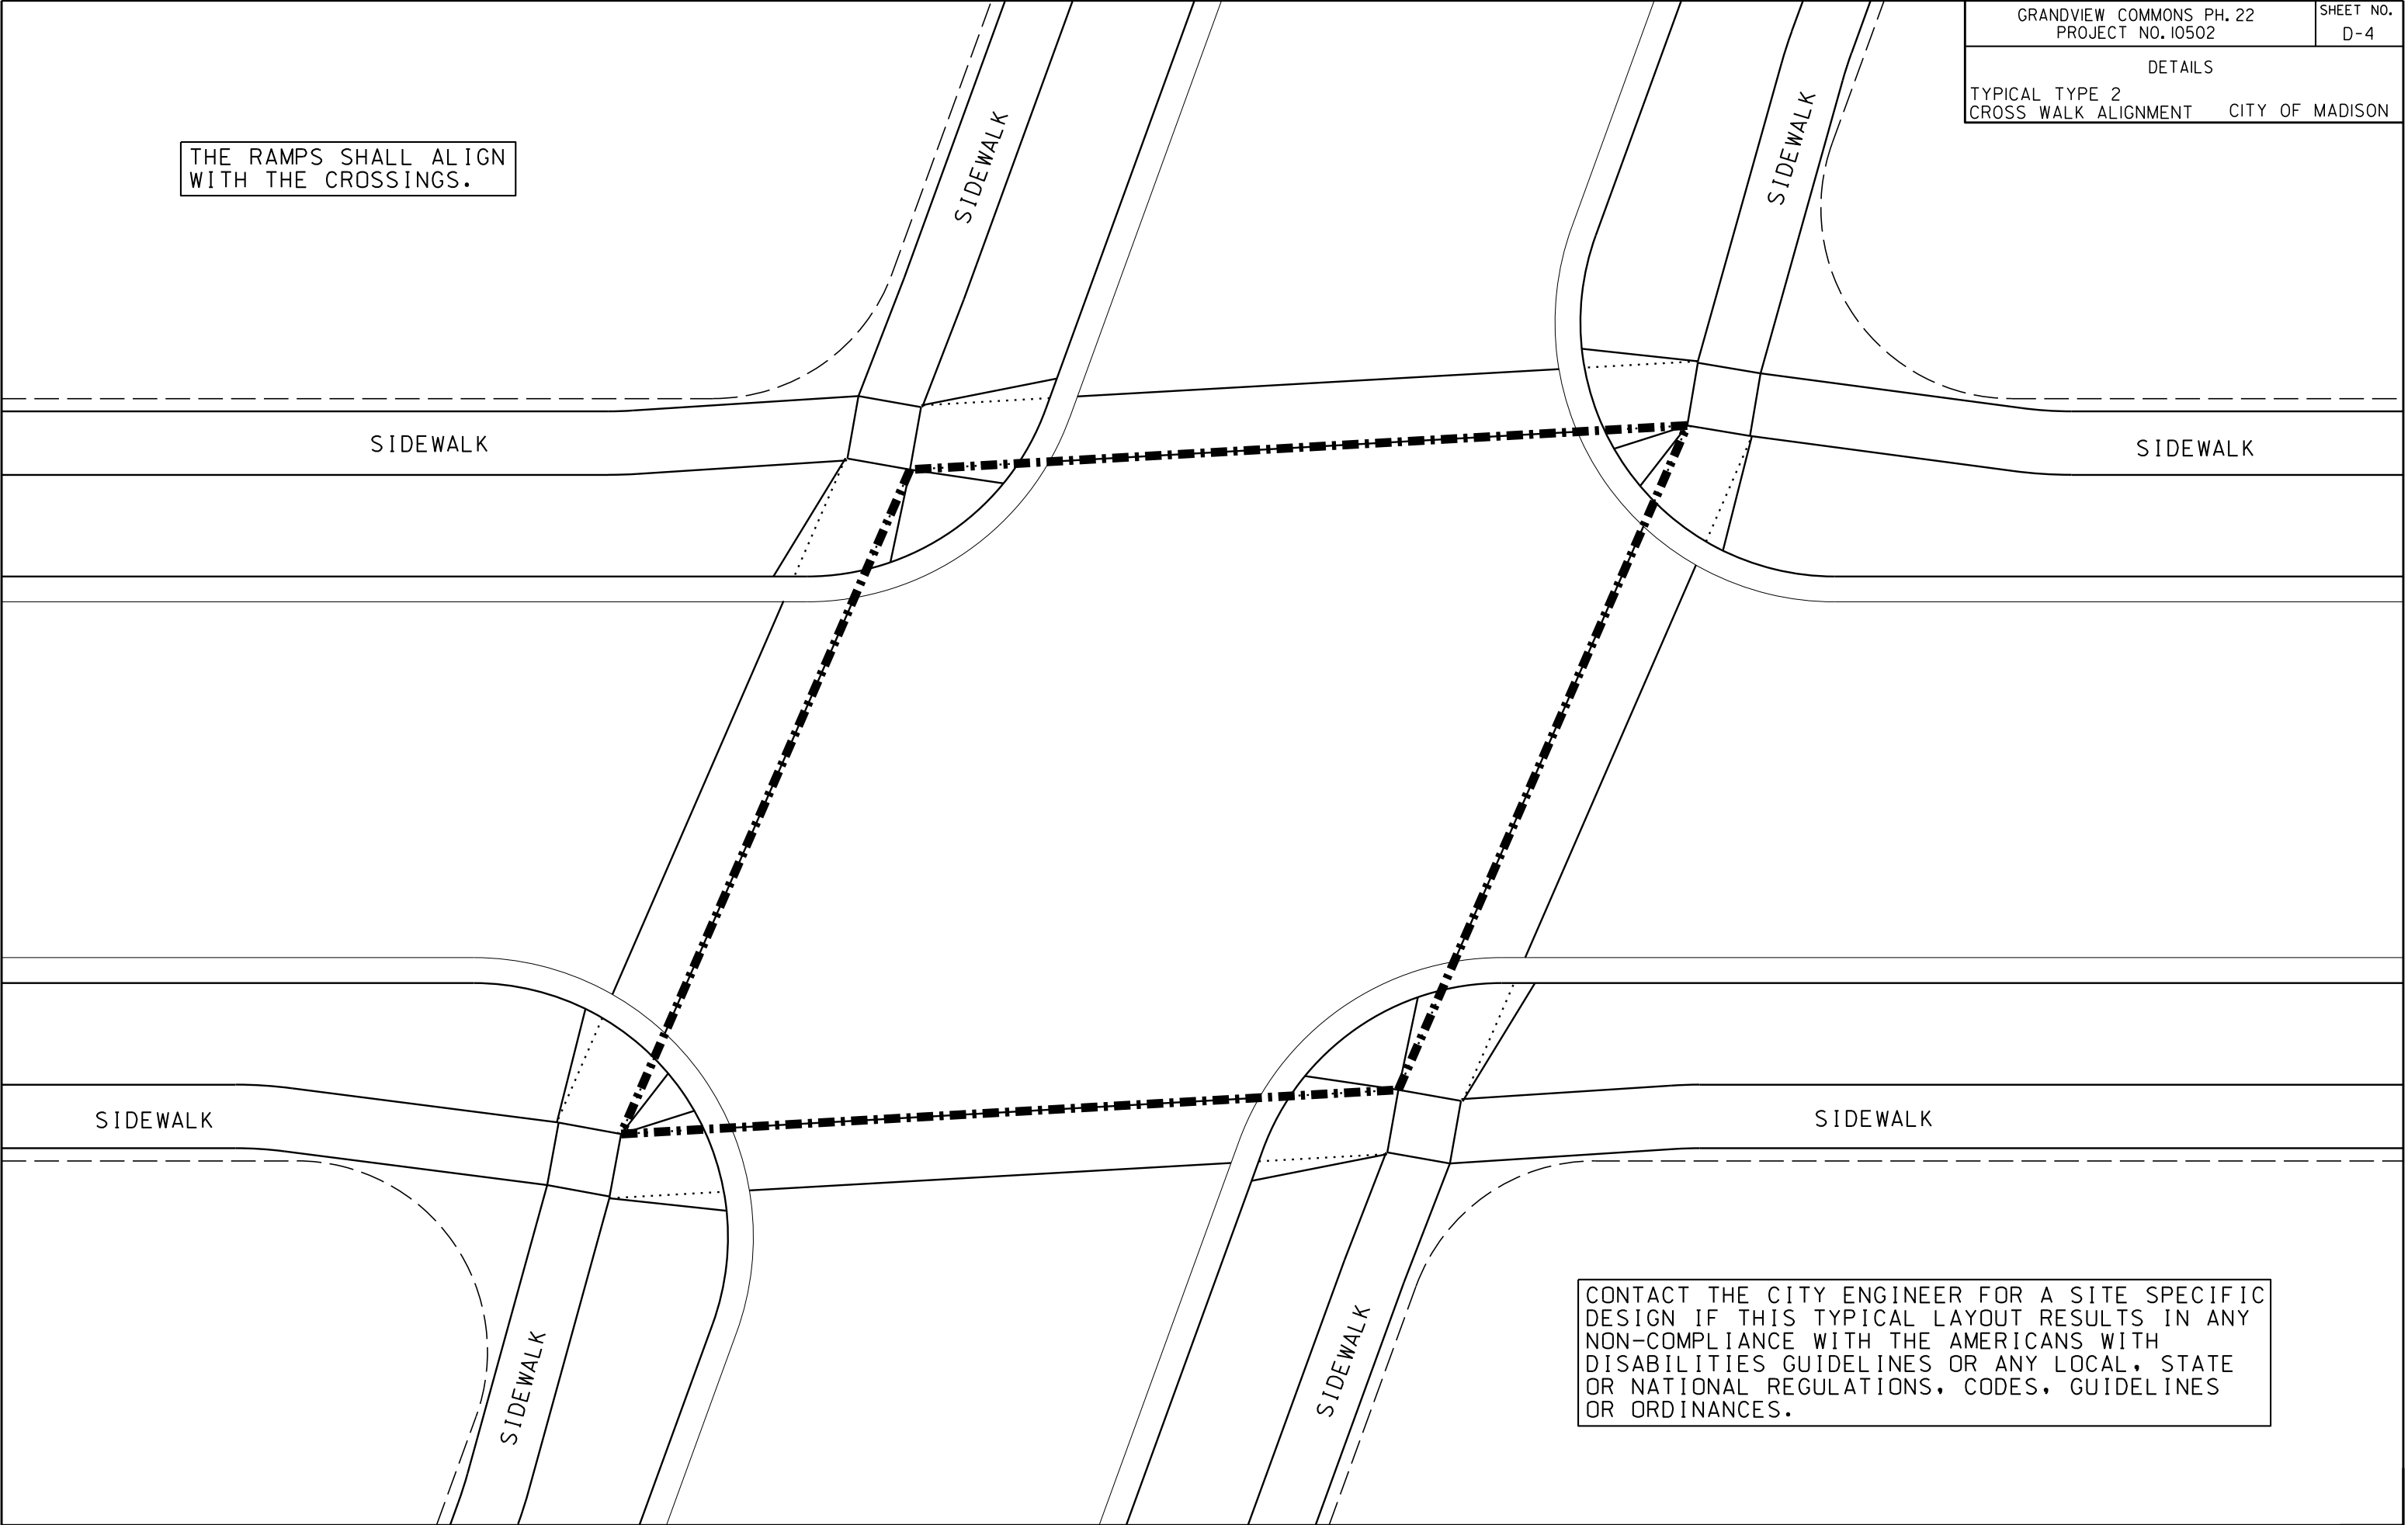 GRANDVIEW COMMONS PH. 22
PROJECT NO. 10502
SHEET NO.
D-4
DETAILS
TYPICAL TYPE 2
CROSS WALK ALIGNMENT
CITY OF MADISON
THE RAMPS SHALL ALIGN
WITH THE CROSSINGS.
SIDEWALK
SIDEWALK
SIDEWALK
SIDEWALK
SIDEWALK
SIDEWALK
SIDEWALK
SIDEWALK
CONTACT THE CITY ENGINEER FOR A SITE SPECIFIC
DESIGN IF THIS TYPICAL LAYOUT RESULTS IN ANY
NON-COMPLIANCE WITH THE AMERICANS WITH
DISABILITIES GUIDELINES OR ANY LOCAL, STATE
OR NATIONAL REGULATIONS, CODES, GUIDELINES
OR ORDINANCES.